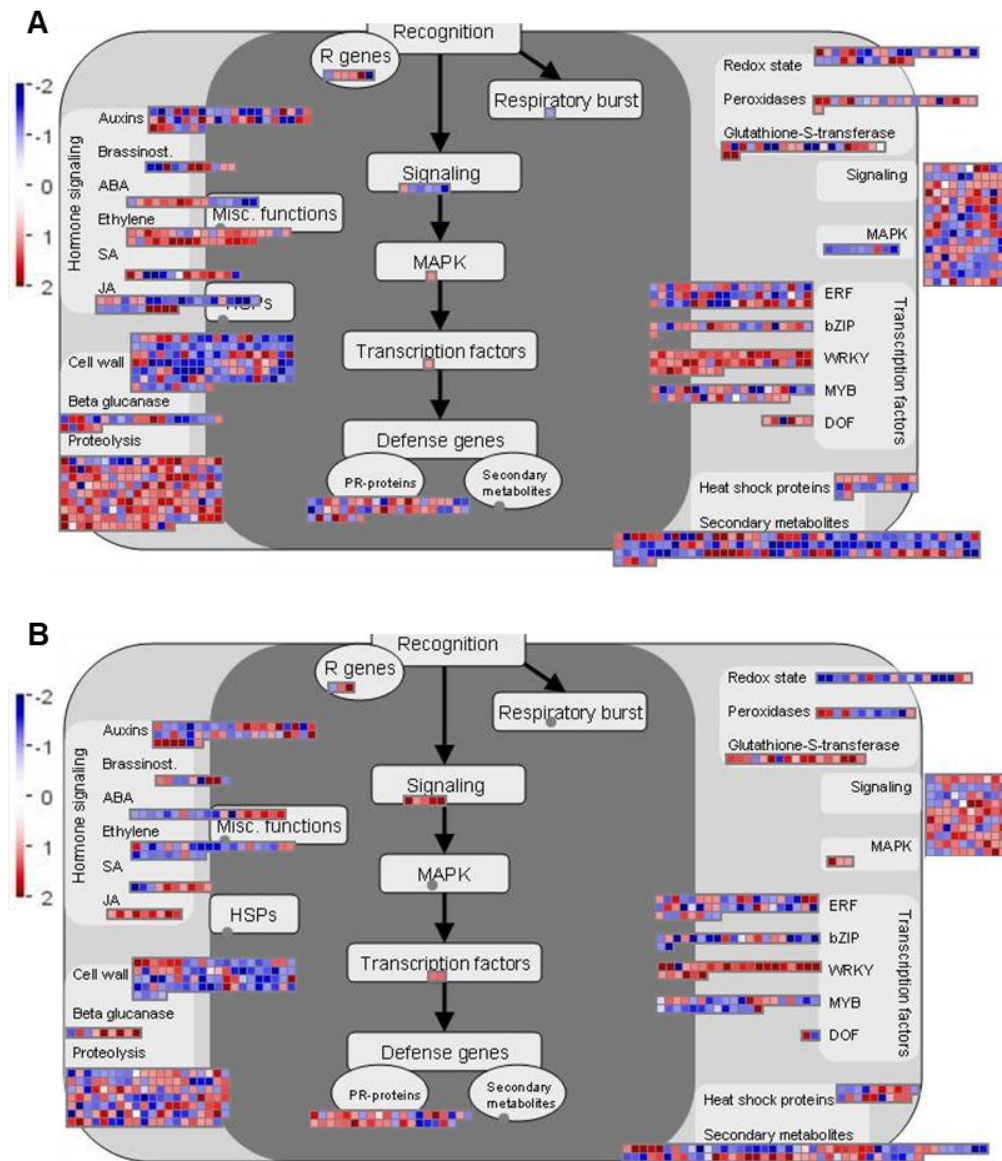 A
Recognition
R genes
Respiratory burst
-2
-1
0
1
2
Hormone signaling
Auxins
Brassinost.
ABA
Ethylene
SA
JA
Misc. functions
HSPs
Signaling
MAPK
Transcription factors
Defense genes
PR-proteins
Secondary
metabolites
Cell wall
Beta glucanase
Proteolysis
Redox state
Peroxidases
Glutathione-S-transferase
Signaling
MAPK
ERF
bZIP
WRKY
MYB
DOF
Transcription factors
Heat shock proteins
Secondary metabolites
B
Recognition
R genes
Respiratory burst
-2
-1
0
1
2
Hormone signaling
Auxins
Brassinost.
ABA
Ethylene
SA
JA
Misc. functions
HSPs
Signaling
MAPK
Transcription factors
Defense genes
PR-proteins
Secondary
metabolites
Cell wall
Beta glucanase
Proteolysis
Redox state
Peroxidases
Glutathione-S-transferase
Signaling
MAPK
ERF
bZIP
WRKY
MYB
DOF
Transcription factors
Heat shock proteins
Secondary metabolites